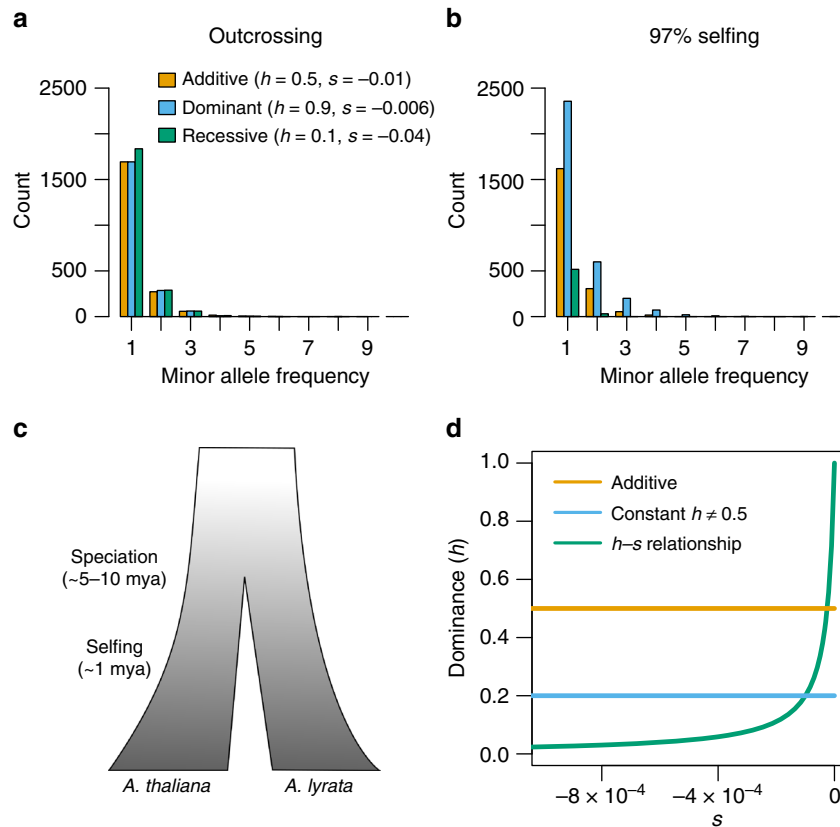 a
Outcrossing
2500
1500
500
0
Count
Additive (h = 0.5, s = –0.01)
Dominant (h = 0.9, s = –0.006)
Recessive (h = 0.1, s = –0.04)
1 3 5 7 9
Minor allele frequency
b
97% selfing
2500
1500
500
0
Count
1 3 5 7 9
Minor allele frequency
c
Speciation
(~5–10 mya)
Selfing
(~1 mya)
A. thaliana
A. lyrata
d
1.0
0.8
0.6
0.4
0.2
0.0
Dominance (h)
Additive
Constant h ≠ 0.5
h–s relationship
–8 × 10⁻⁴ –4 × 10⁻⁴ 0
s